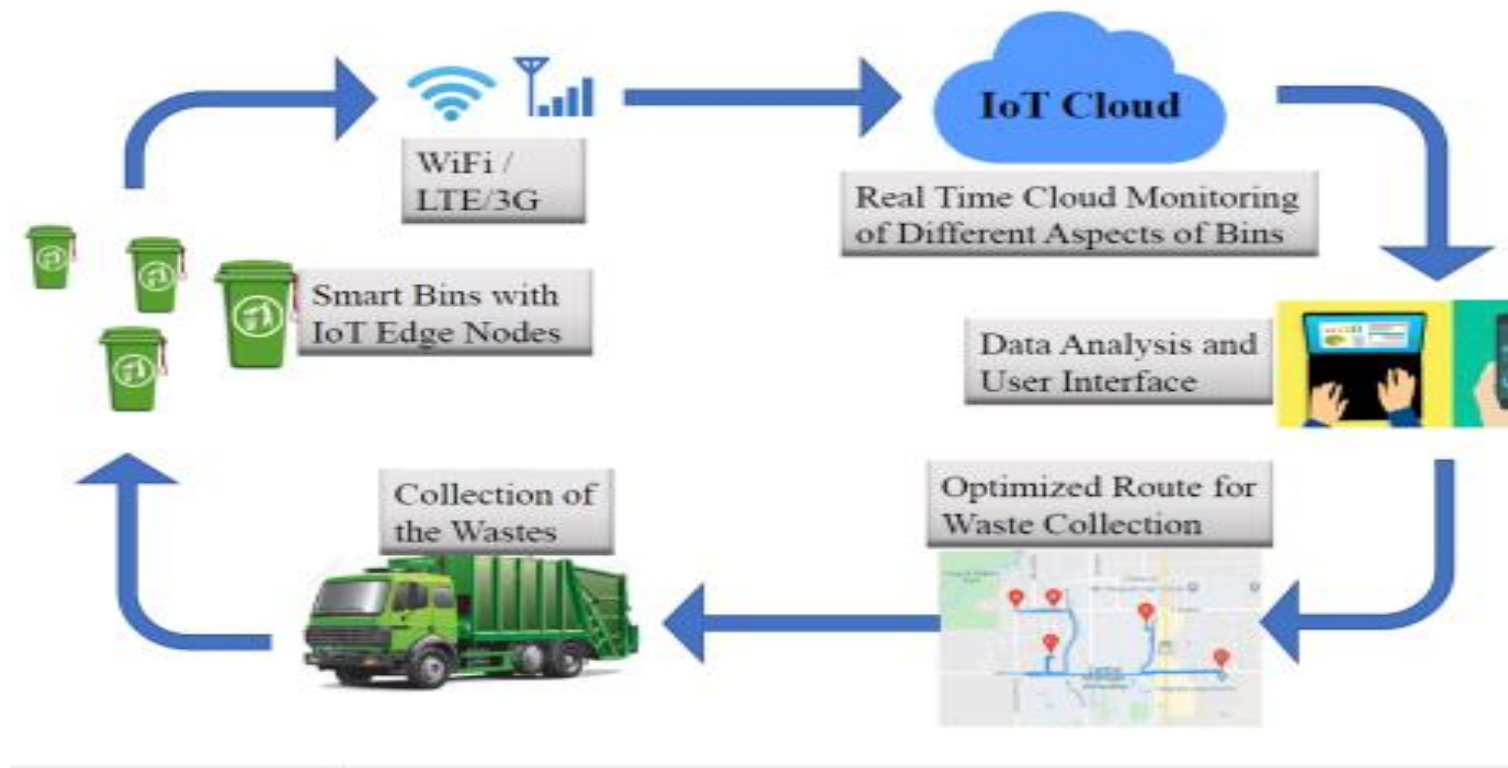 WiFi /
LTE/3G
IoT Cloud
Real Time Cloud Monitoring
of Different Aspects of Bins
Smart Bins with
IoT Edge Nodes
Data Analysis and
User Interface
Collection of
the Wastes
Optimized Route for
Waste Collection